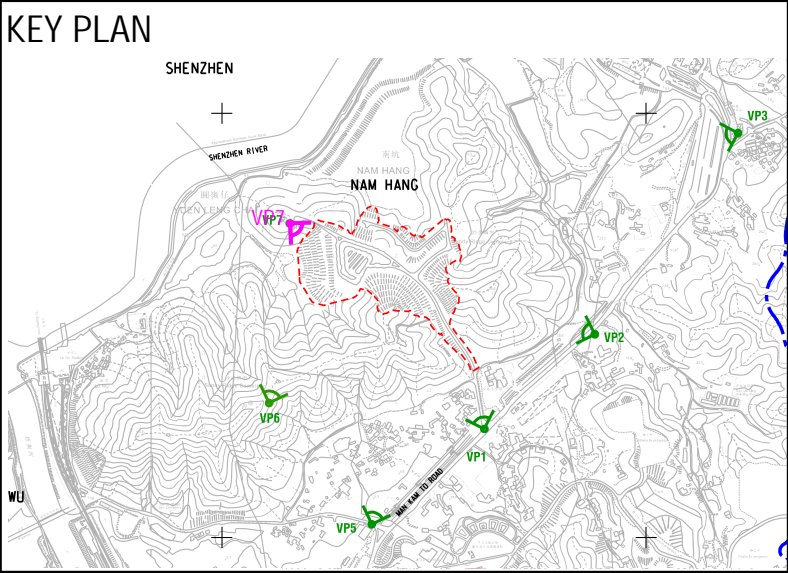 KEY PLAN
SHENZHEN
VP3
SHENZHEN RIVER
南坑
NAM HANG
NAM HANG
VP7
VP7
VP2
VP6
VP1
MAN KAM TO ROAD
WU
VP5